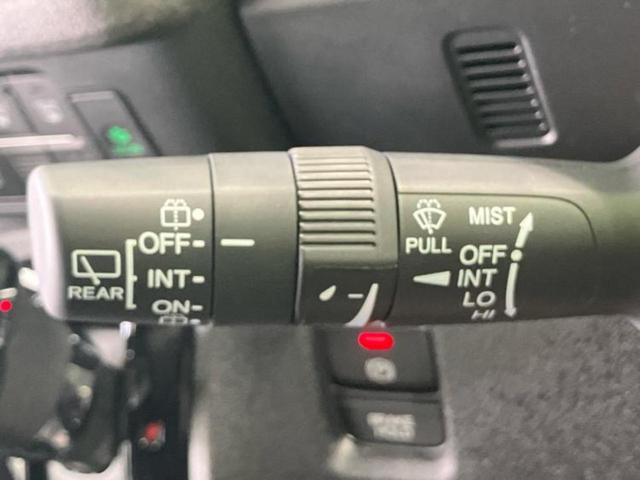 REAR
OFF
INT
ON
PULL
MIST
OFF
INT
LO
HI